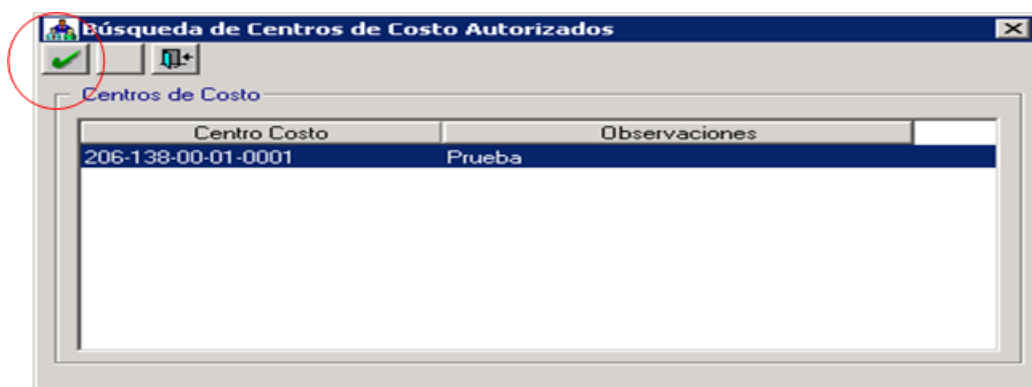 Búsqueda de Centros de Costo Autorizados
Centros de Costo
Centro Costo Observaciones
206-138-00-01-0001 Prueba